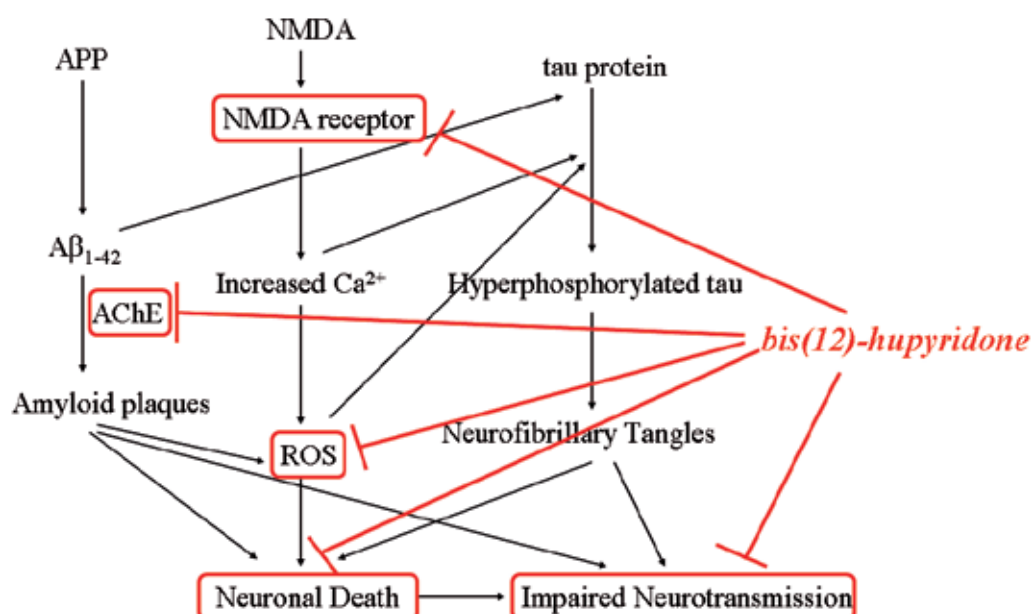 NMDA
APP
tau protein
NMDA receptor
Aβ₁₋₄₂
Increased Ca²⁺
Hyperphosphorylated tau
AChE
bis(12)-hupyridone
Amyloid plaques
Neurofibrillary Tangles
ROS
Neuronal Death
Impaired Neurotransmission